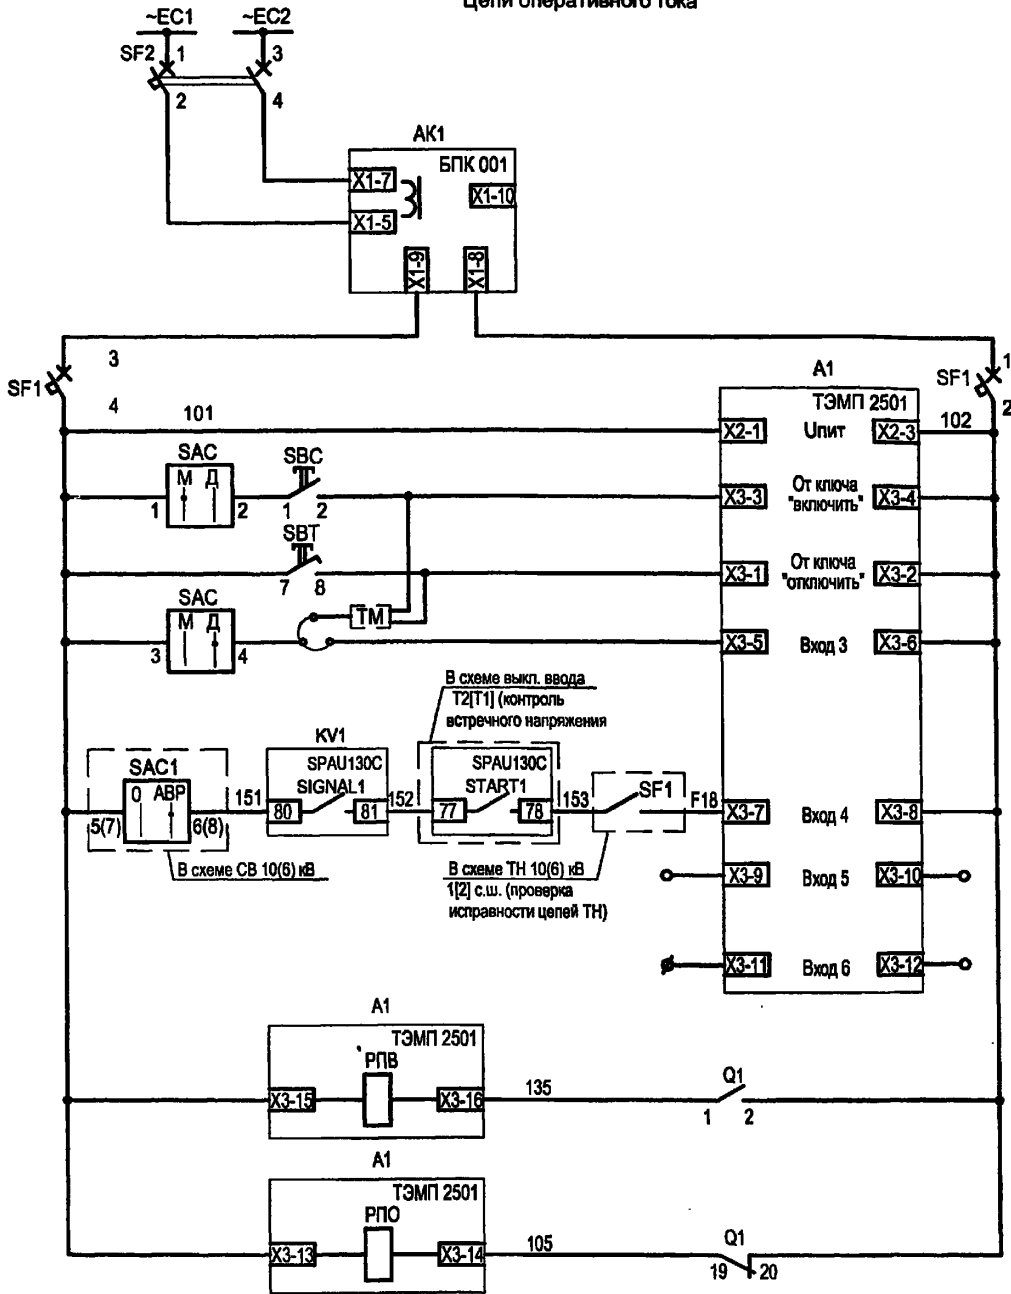 Цепи оперативного тока
~EC1 ~EC2
SF2 1 3
2 4
АК1
БПК 001
X1-7
X1-10
X1-5
X1-9 X1-8
3 1
SF1 SF1
4 2
А1
ТЭМП 2501
101 X2-1 Uпит X2-3 102
SAC SBC
М Д
1 2 1 2 X3-3 От ключа "включить" X3-4
SBT
7 8 X3-1 От ключа "отключить" X3-2
SAC
М Д ТМ
3 4 X3-5 Вход 3 X3-6
В схеме выкл. ввода
Т2[Т1] (контроль
встречного напряжения
KV1
SAC1 SPAU130C SPAU130C
0 АВР SIGNAL1 START1 SF1
5(7) 6(8) 151 80 81 152 77 78 153 F18 X3-7 Вход 4 X3-8
В схеме СВ 10(6) кВ
В схеме ТН 10(6) кВ
1[2] с.ш. (проверка
исправности цепей ТН)
X3-9 Вход 5 X3-10
X3-11 Вход 6 X3-12
А1
ТЭМП 2501
РПВ
X3-15 X3-16 135 Q1
1 2
А1
ТЭМП 2501
РПО
X3-13 X3-14 105 Q1
19 20